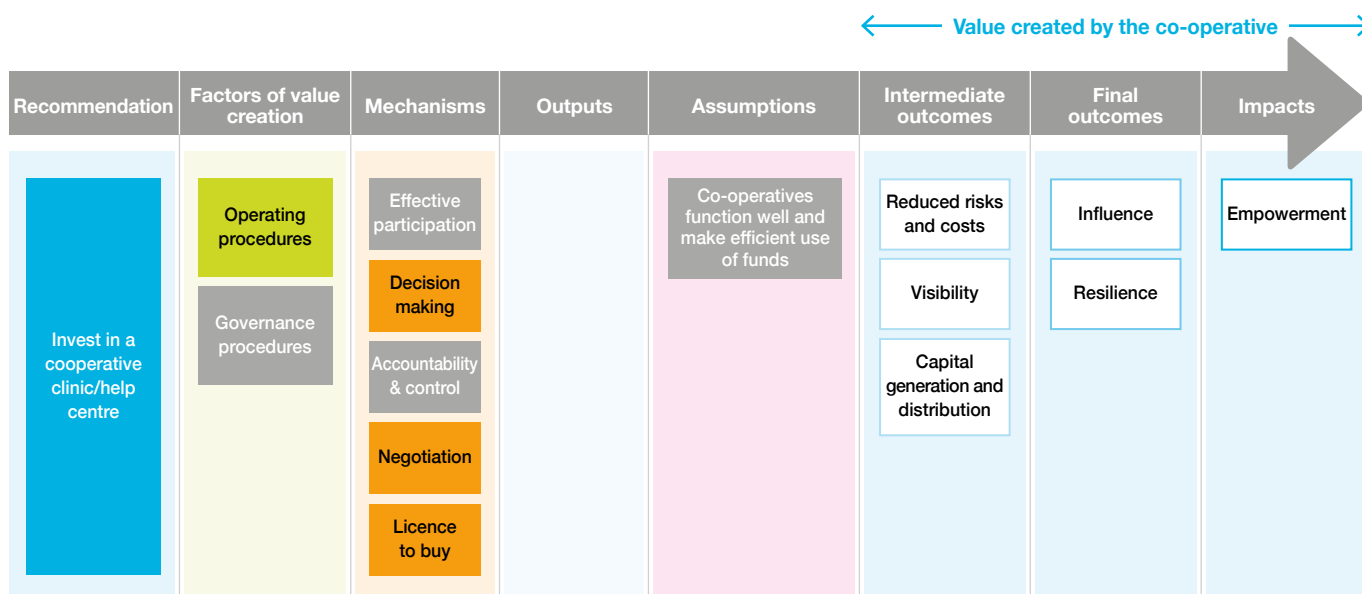 Value created by the co-operative
Recommendation
Factors of value
creation
Mechanisms
Outputs
Assumptions
Intermediate
outcomes
Final
outcomes
Impacts
Invest in a
cooperative
clinic/help
centre
Operating
procedures
Governance
procedures
Effective
participation
Decision
making
Accountability
& control
Negotiation
Licence
to buy
Co-operatives
function well and
make efficient use
of funds
Reduced risks
and costs
Visibility
Capital
generation and
distribution
Influence
Resilience
Empowerment